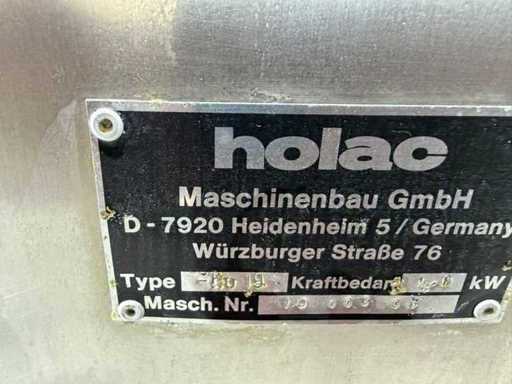 holac
Maschinenbau GmbH
D - 7920 Heidenheim 5 / Germany
Würzburger Straße 76
Type Kraftbedarf kW
Masch. Nr.